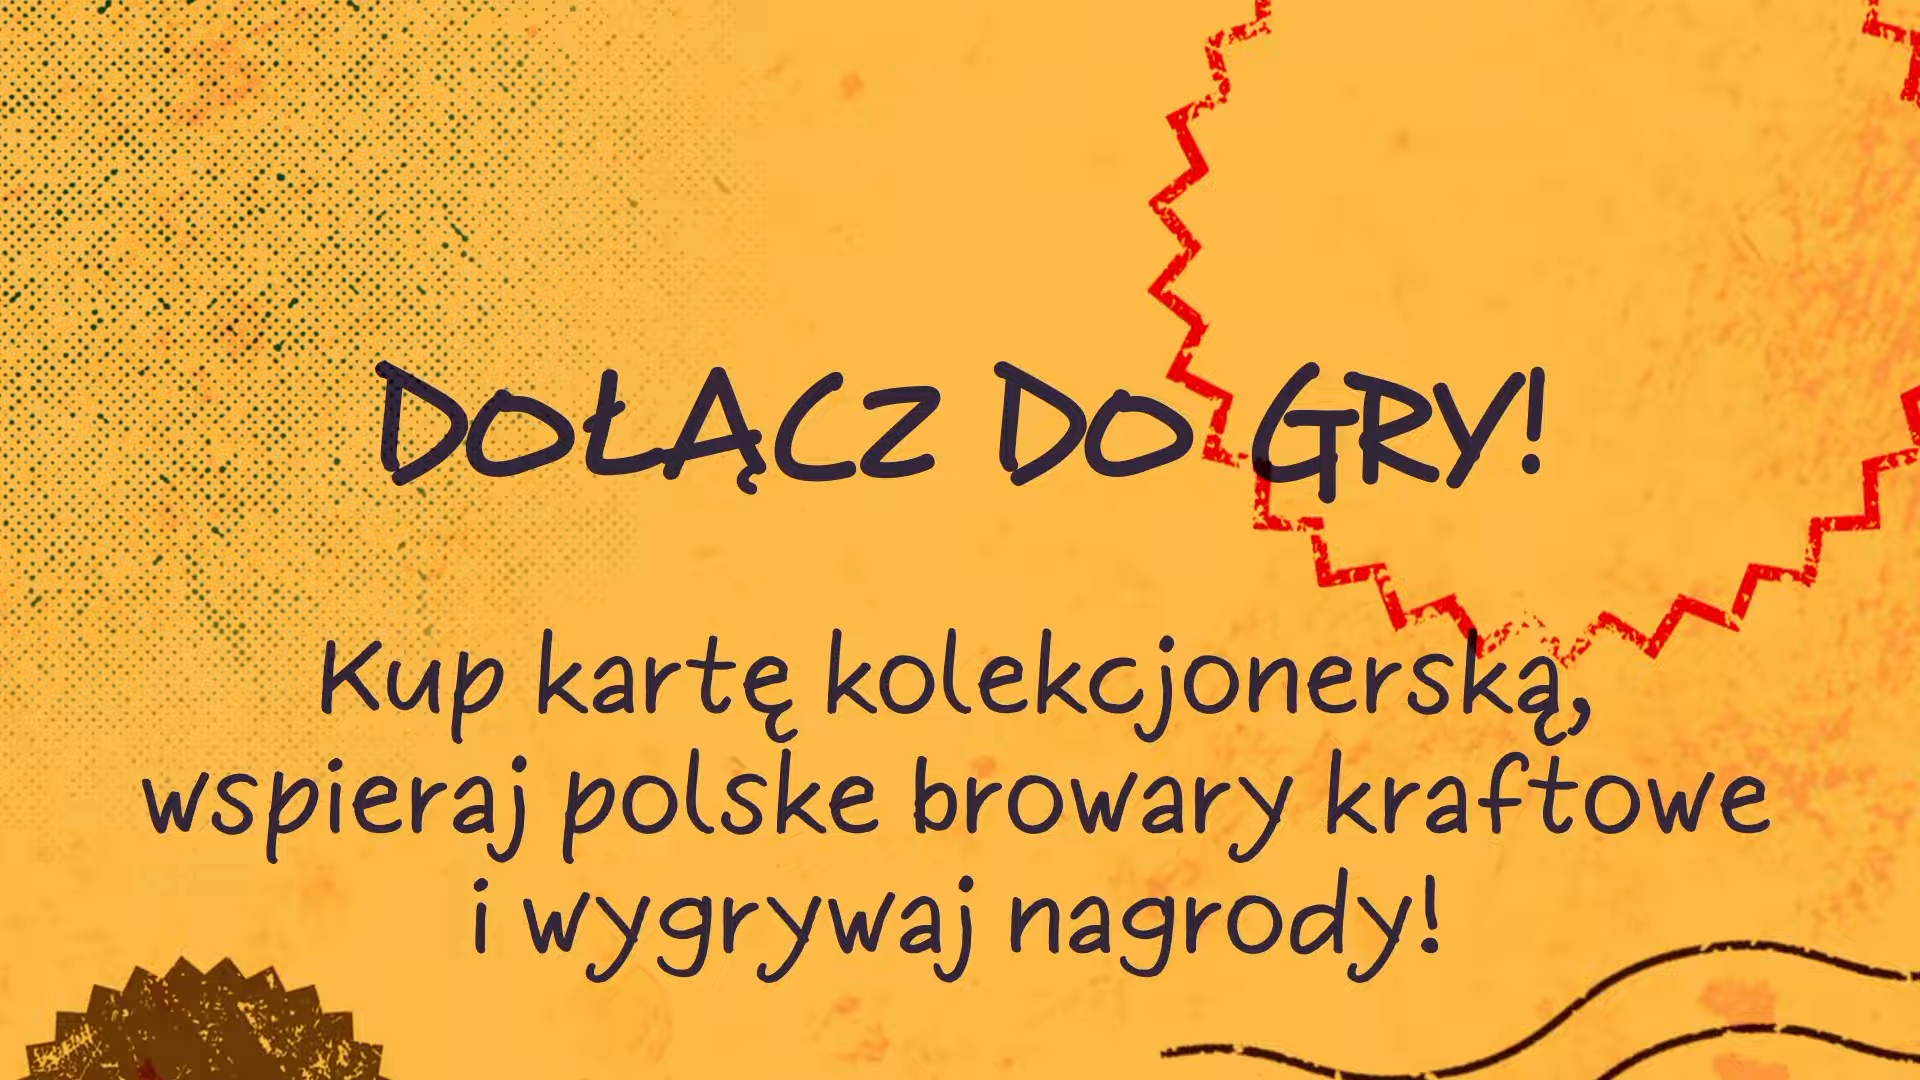 DOŁĄCZ DO GRY!
Kup kartę kolekcjonerską,
wspieraj polske browary kraftowe
i wygrywaj nagrody!